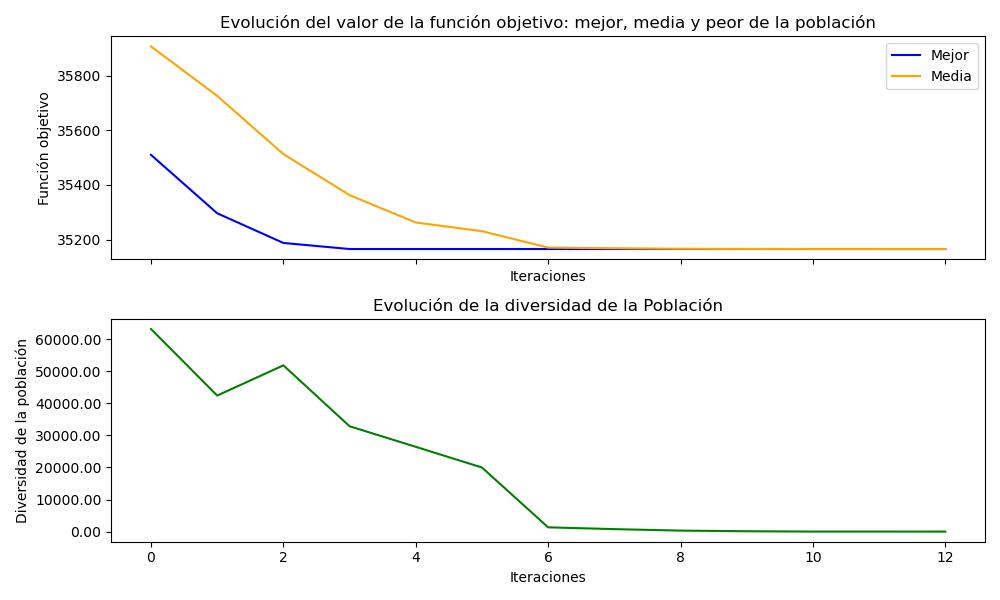 Evolución del valor de la función objetivo: mejor, media y peor de la población
Función objetivo
35800
35600
35400
35200
Mejor
Media
Iteraciones
Evolución de la diversidad de la Población
Diversidad de la población
60000.00
50000.00
40000.00
30000.00
20000.00
10000.00
0.00
0 2 4 6 8 10 12
Iteraciones